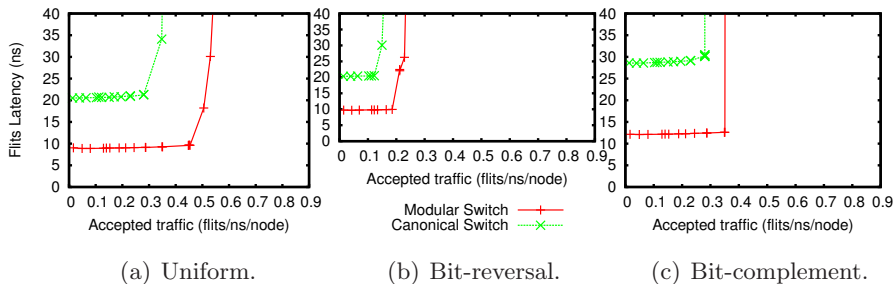 Flits Latency (ns)
40
35
30
25
20
15
10
5
0
0 0.1 0.2 0.3 0.4 0.5 0.6 0.7 0.8 0.9
Accepted traffic (flits/ns/node)
(a) Uniform.
40
35
30
25
20
15
10
5
0
0 0.1 0.2 0.3 0.4 0.5 0.6 0.7 0.8 0.9
Accepted traffic (flits/ns/node)
Modular Switch
Canonical Switch
(b) Bit-reversal.
40
35
30
25
20
15
10
5
0
0 0.1 0.2 0.3 0.4 0.5 0.6 0.7 0.8 0.9
Accepted traffic (flits/ns/node)
(c) Bit-complement.